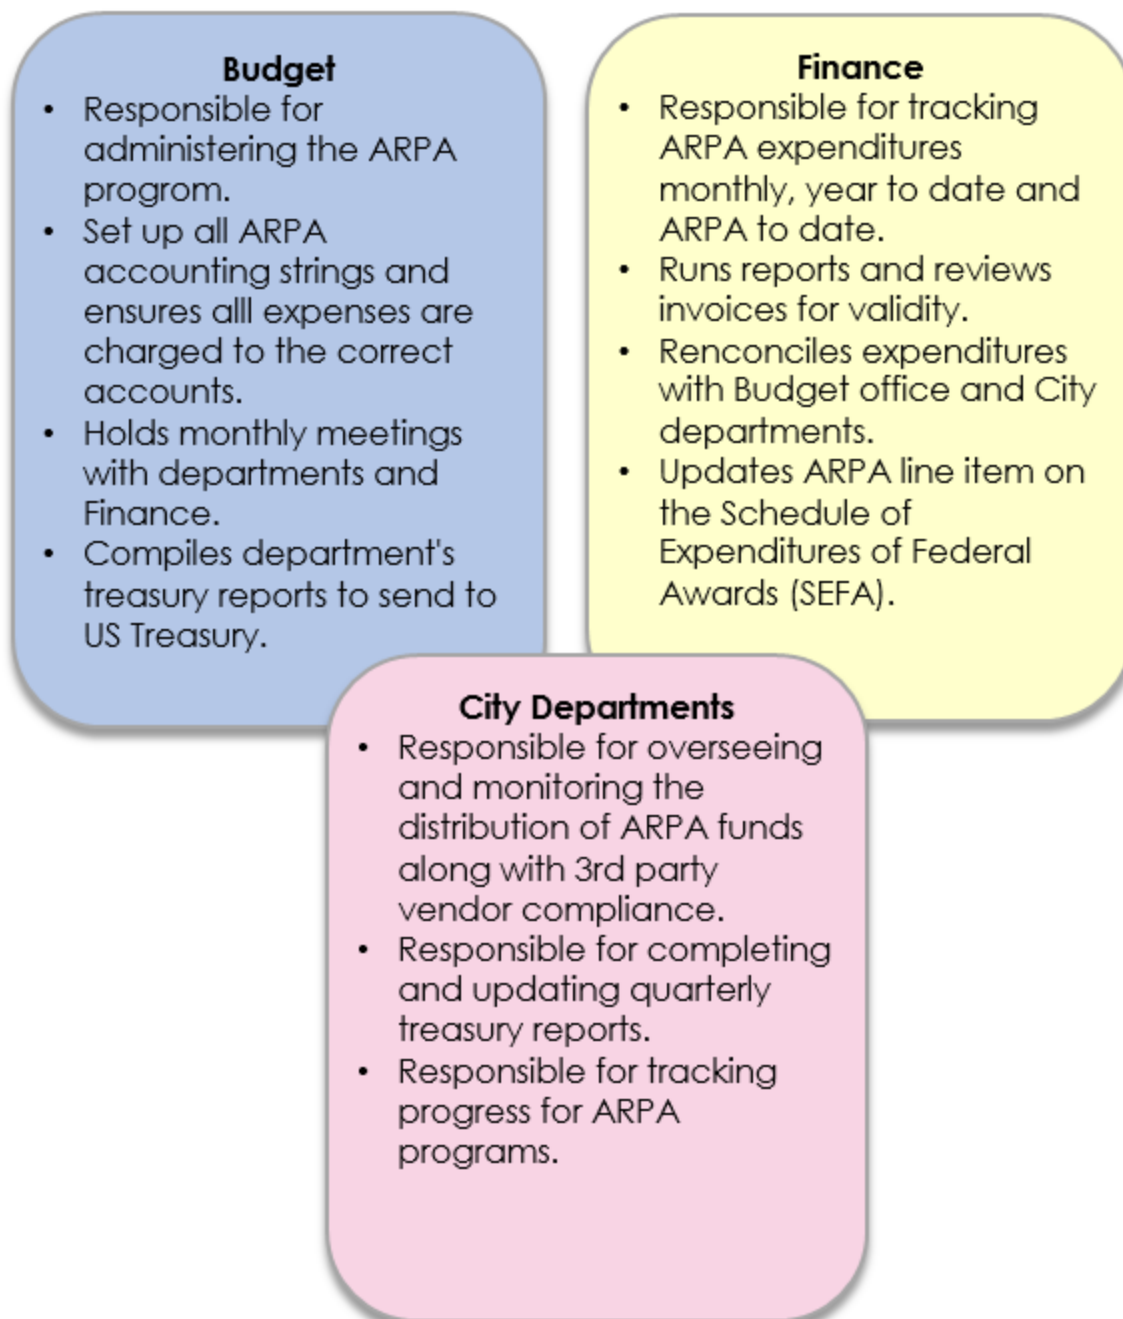 Budget
• Responsible for
administering the ARPA
progrom.
• Set up all ARPA
accounting strings and
ensures alll expenses are
charged to the correct
accounts.
• Holds monthly meetings
with departments and
Finance.
• Compiles department's
treasury reports to send to
US Treasury.
Finance
• Responsible for tracking
ARPA expenditures
monthly, year to date and
ARPA to date.
• Runs reports and reviews
invoices for validity.
• Renconciles expenditures
with Budget office and City
departments.
• Updates ARPA line item on
the Schedule of
Expenditures of Federal
Awards (SEFA).
City Departments
• Responsible for overseeing
and monitoring the
distribution of ARPA funds
along with 3rd party
vendor compliance.
• Responsible for completing
and updating quarterly
treasury reports.
• Responsible for tracking
progress for ARPA
programs.